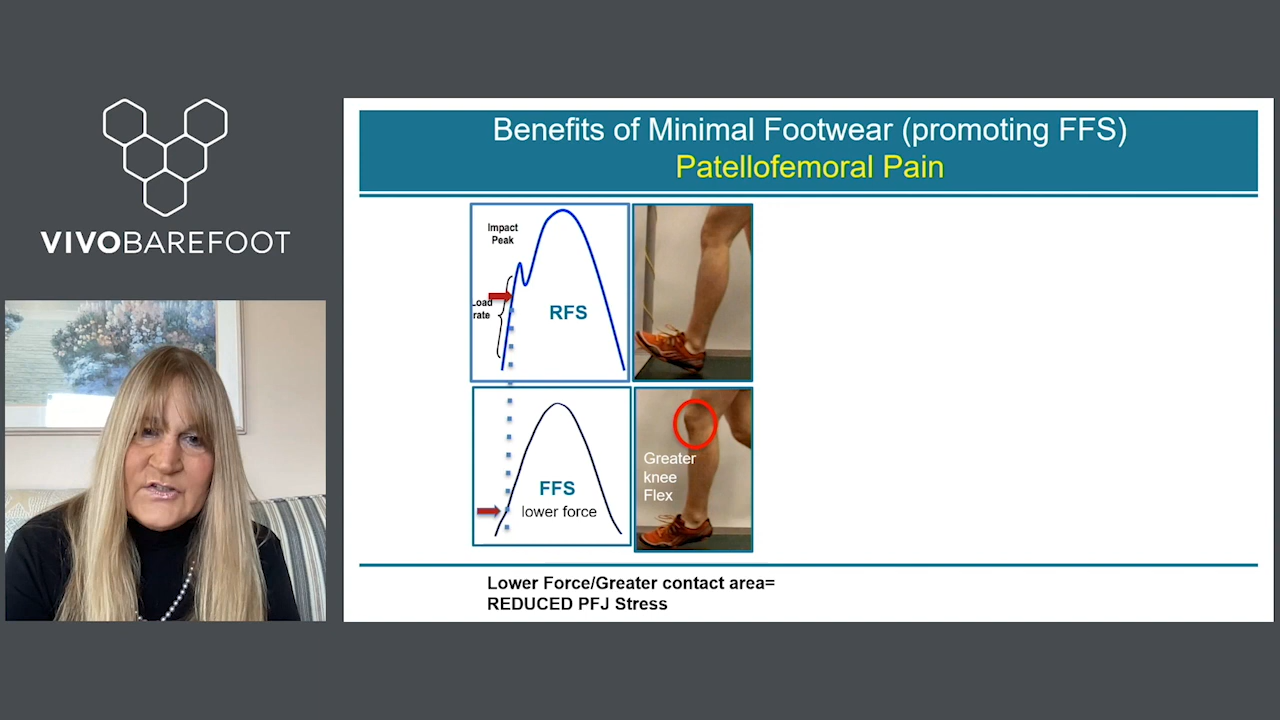 VIVOBAREFOOT
Benefits of Minimal Footwear (promoting FFS)
Patellofemoral Pain
Impact
Peak
Load
rate
RFS
FFS
lower force
Greater
knee
Flex
Lower Force/Greater contact area=
REDUCED PFJ Stress